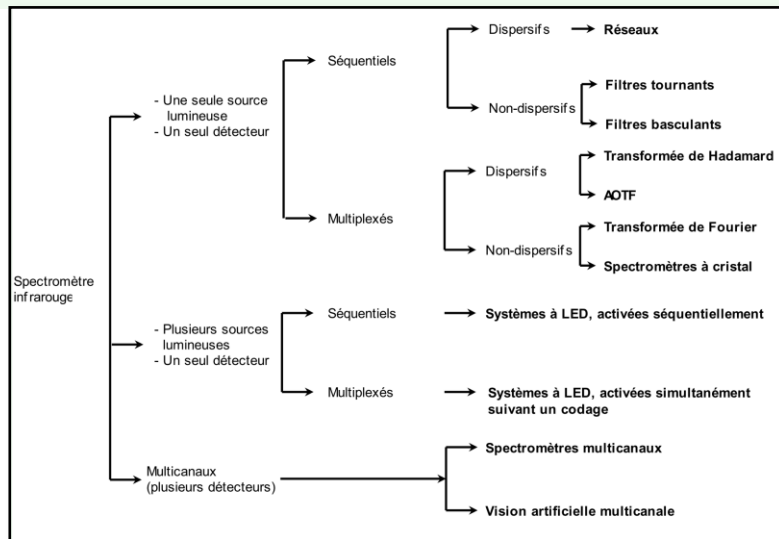 Spectromètre
infrarouge
- Une seule source
lumineuse
- Un seul détecteur
Séquentiels
Dispersifs
Réseaux
Non-dispersifs
Filtres tournants
Filtres basculants
Multiplexés
Dispersifs
Transformée de Hadamard
AOTF
Non-dispersifs
Transformée de Fourier
Spectromètres à cristal
- Plusieurs sources
lumineuses
- Un seul détecteur
Séquentiels
Systèmes à LED, activées séquentiellement
Multiplexés
Systèmes à LED, activées simultanément
suivant un codage
Multicanaux
(plusieurs détecteurs)
Spectromètres multicanaux
Vision artificielle multicanale